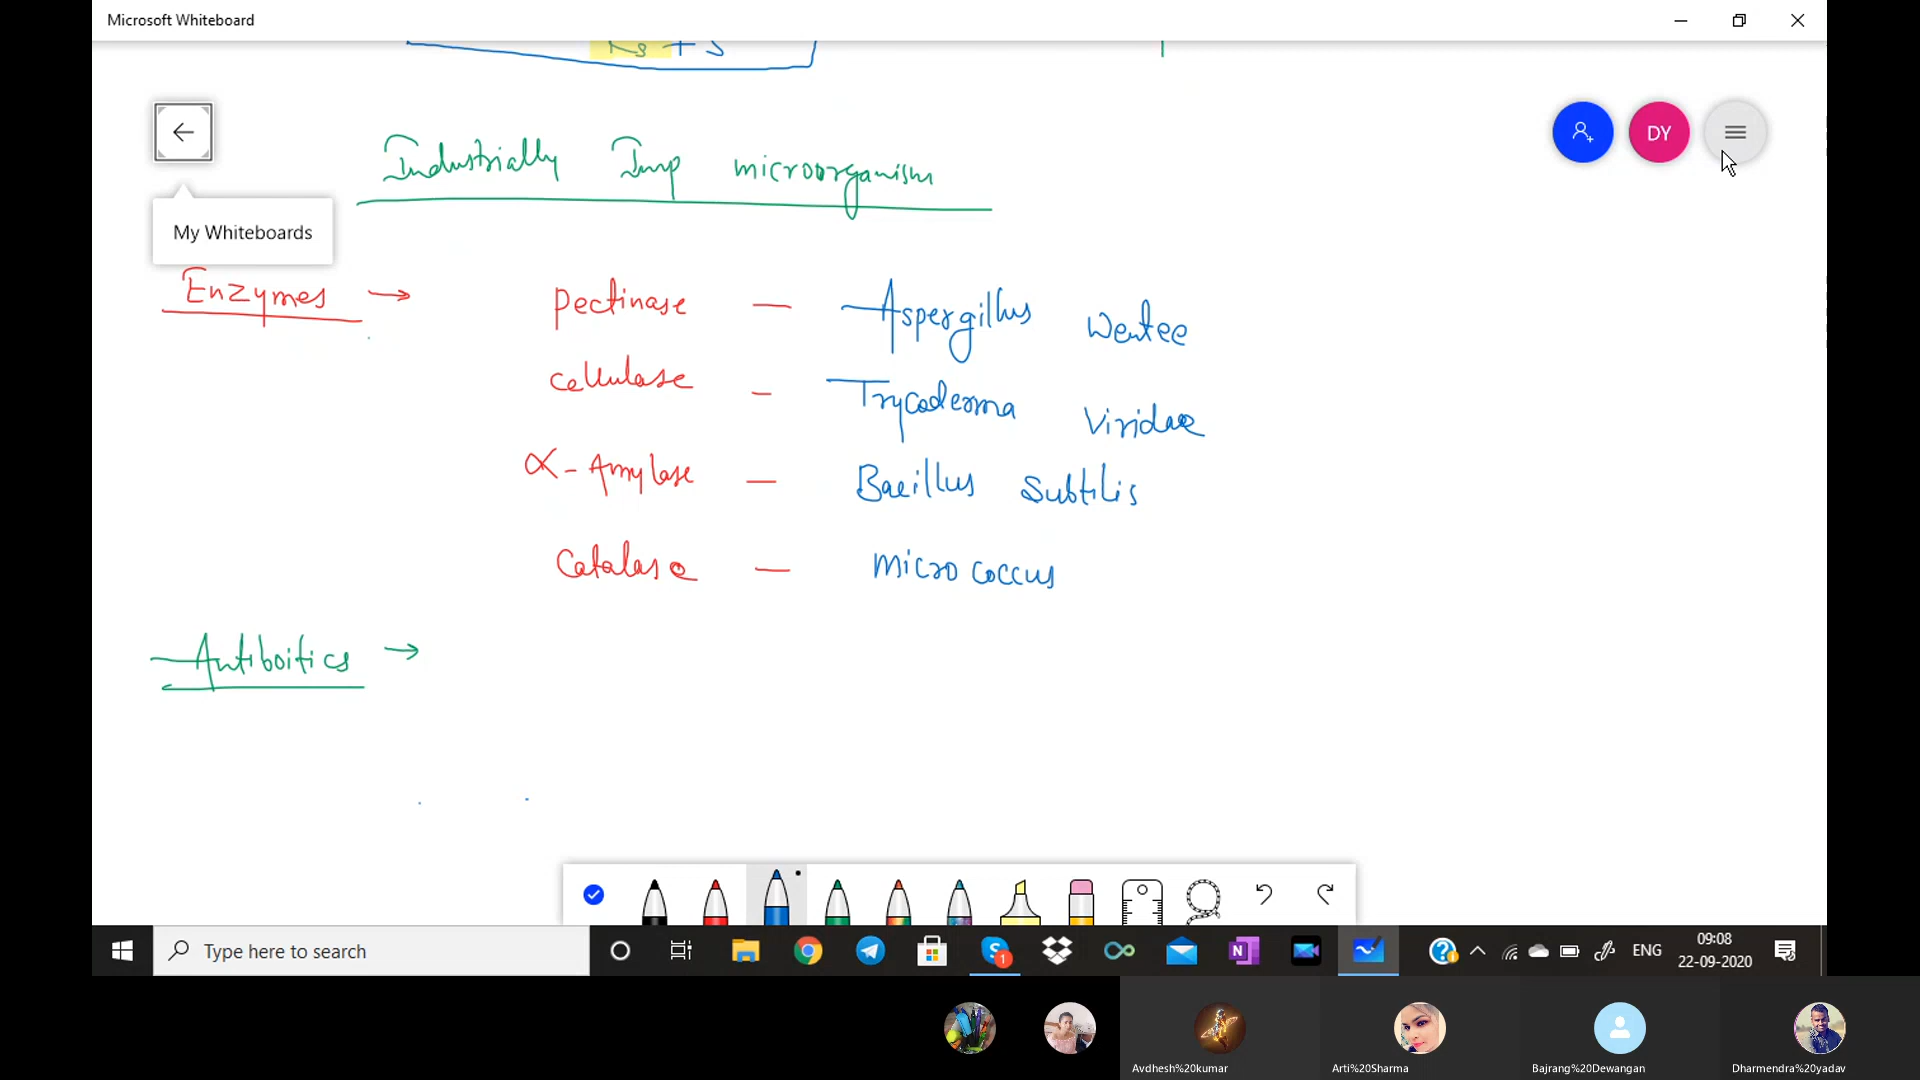 Microsoft Whiteboard
Ks + S
DY
Industrially Imp microorganism
My Whiteboards
Enzymes → Pectinase — Aspergillus Wentee
cellulase — Trycoderma Viridae
α-Amylase — Bacillus Subtilis
Catalase — micro coccus
Antiboitics →
Type here to search
1
ENG
09:08
22-09-2020
Avdhesh%20kumar
Arti%20Sharma
Bajrang%20Dewangan
Dharmendra%20yadav